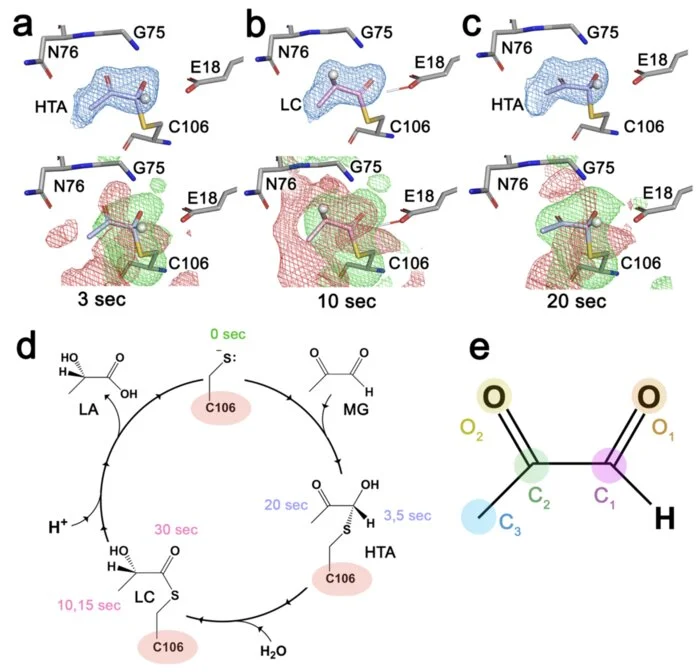 a
G75
N76
E18
HTA
C106
G75
N76
E18
C106
3 sec
b
G75
N76
E18
LC
C106
G75
N76
E18
C106
10 sec
c
G75
N76
E18
HTA
C106
G75
N76
E18
C106
20 sec
d
0 sec
S:
−
C106
HO
O
H
OH
LA
O
O
H
MG
O
OH
20 sec
H
3,5 sec
S
HTA
C106
H₂O
30 sec
HO
O
H
LC
S
10,15 sec
C106
H⁺
e
O
O
O₂
O₁
C₂
C₁
C₃
H